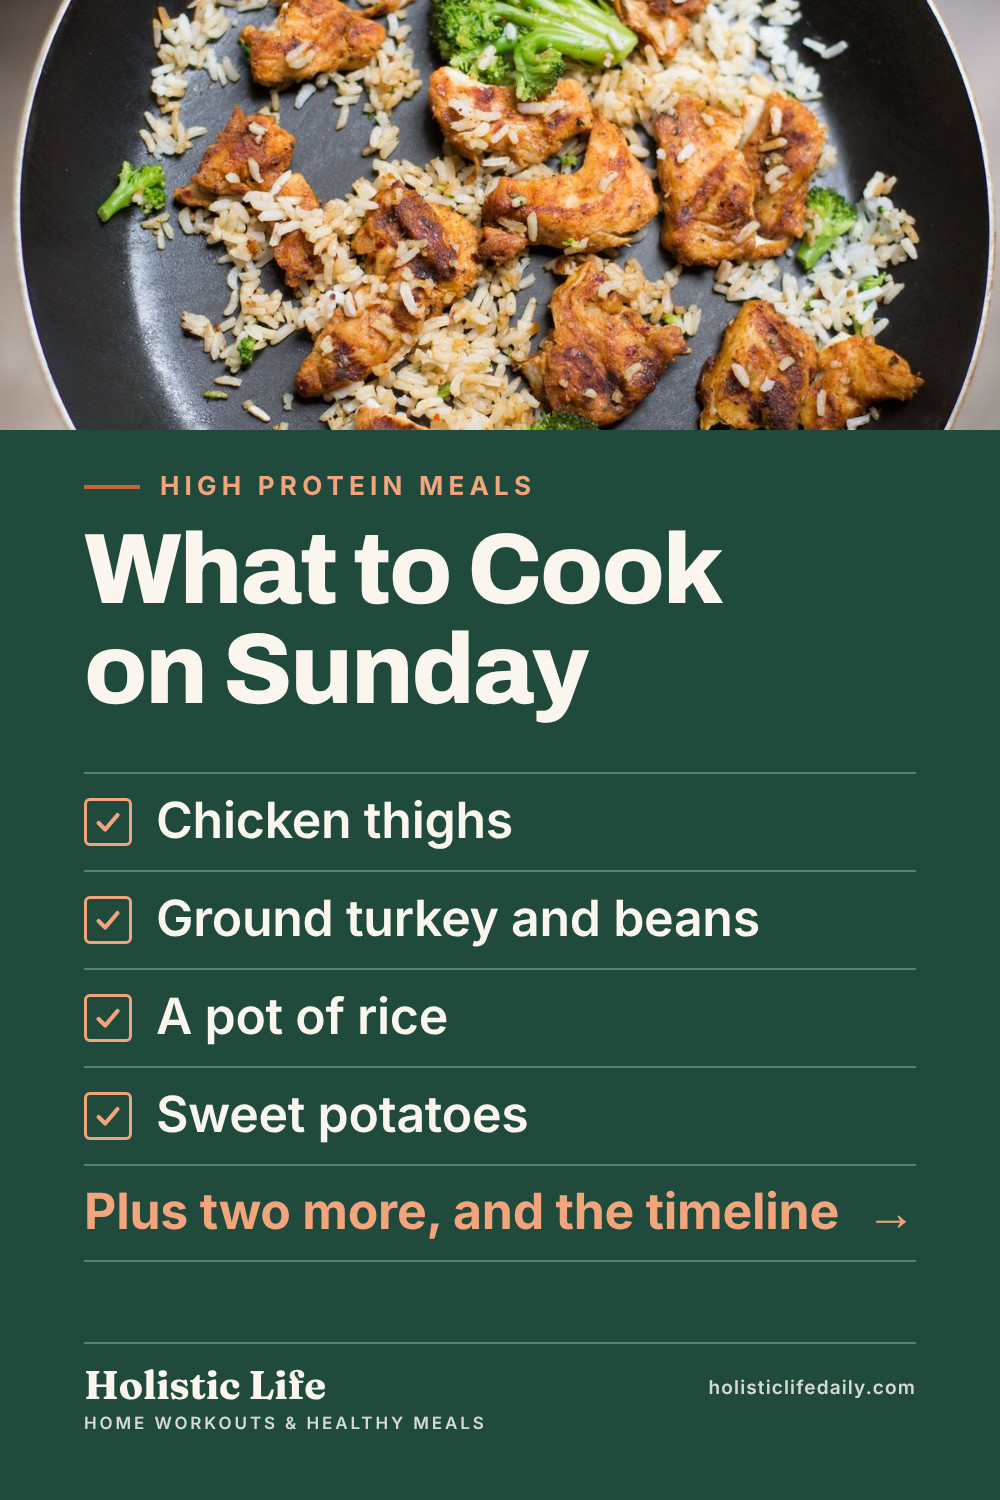 HIGH PROTEIN MEALS
What to Cook
on Sunday
Chicken thighs
Ground turkey and beans
A pot of rice
Sweet potatoes
Plus two more, and the timeline →
Holistic Life
HOME WORKOUTS & HEALTHY MEALS
holisticlifedaily.com